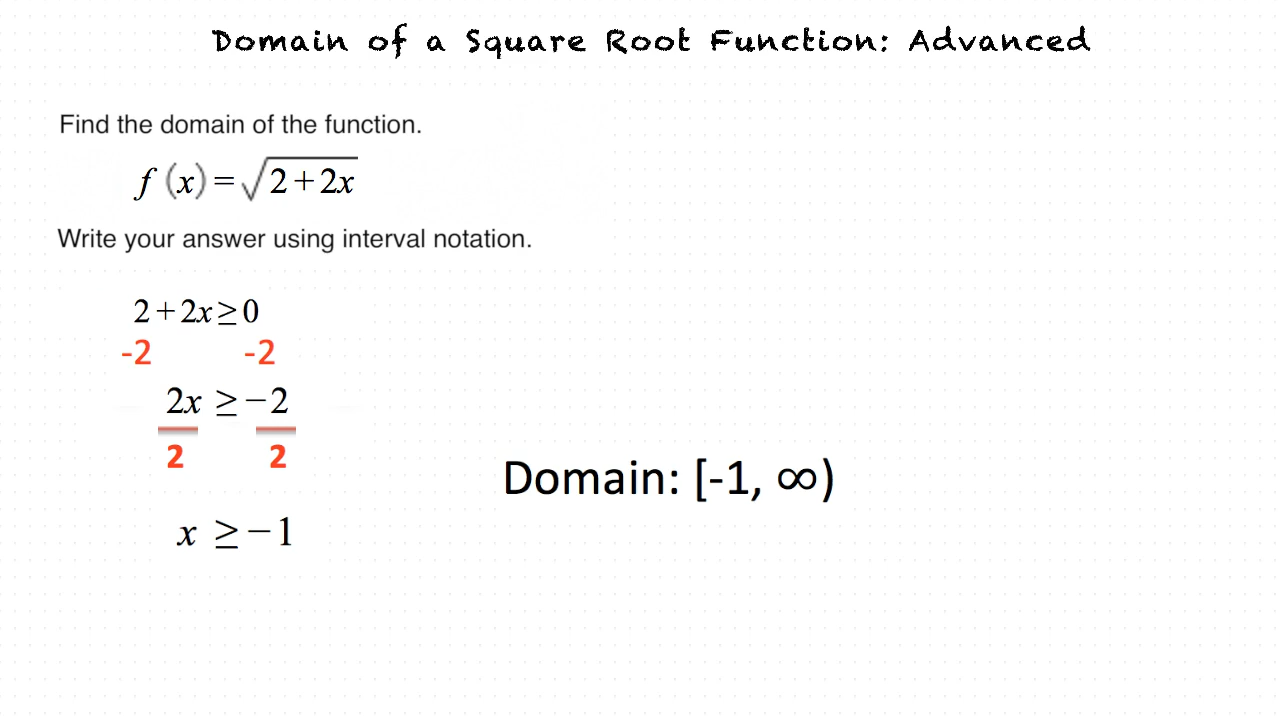 Domain of a Square Root Function: Advanced
Find the domain of the function.
f (x) = √2 + 2x
Write your answer using interval notation.
2 + 2x ≥ 0
-2 -2
2x ≥ −2
2 2
Domain: [-1, ∞)
x ≥ −1